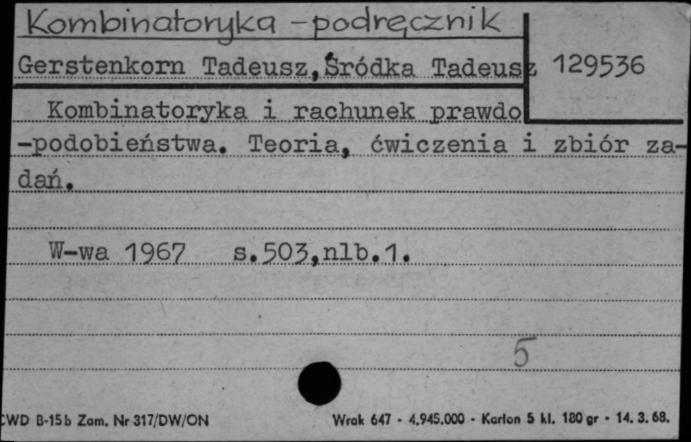 Kombinatoryka - podręcznik
Gerstenkorn Tadeusz, Śródka Tadeusz 129536
Kombinatoryka i rachunek prawdo
-podobieństwa. Teoria, ćwiczenia i zbiór za-
dań.
W-wa 1967 s.503,nlb.1.
5
CWD B-15b Zam. Nr 317/DW/ON Wrok 647 - 4.945.000 - Karton 5 kl. 180 gr - 14. 3. 68.